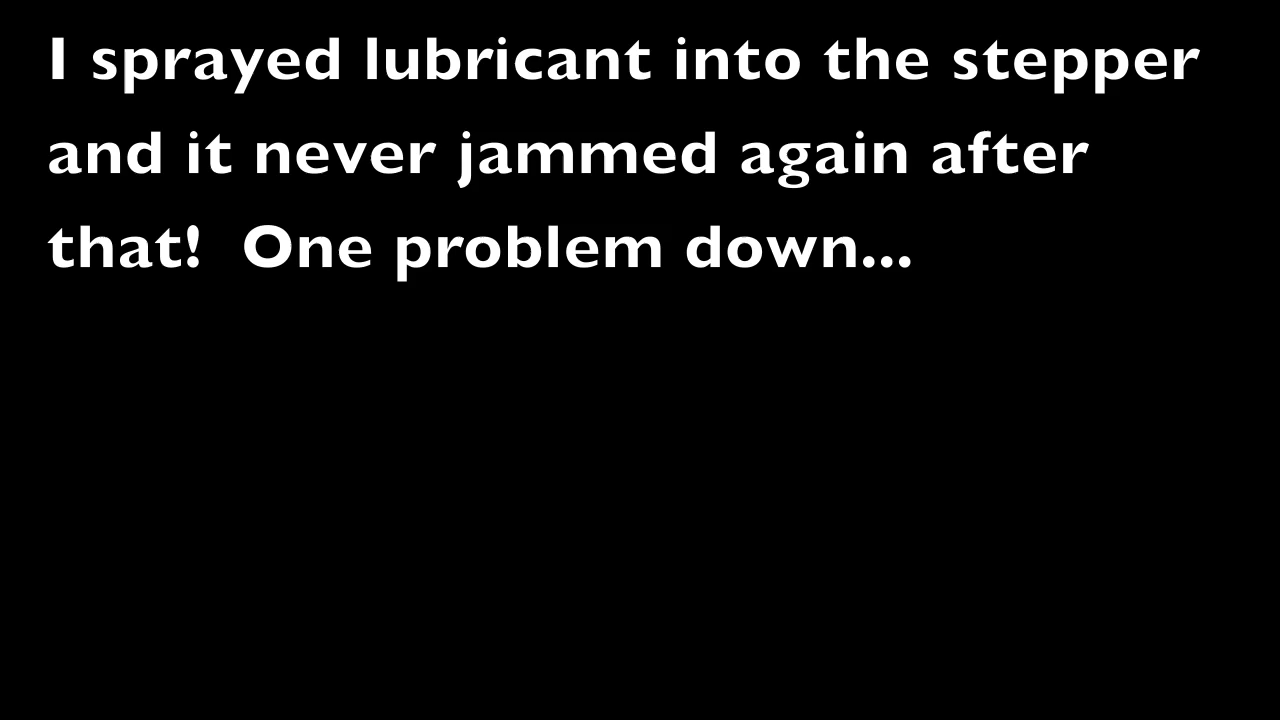 I sprayed lubricant into the stepper
and it never jammed again after
that!  One problem down...